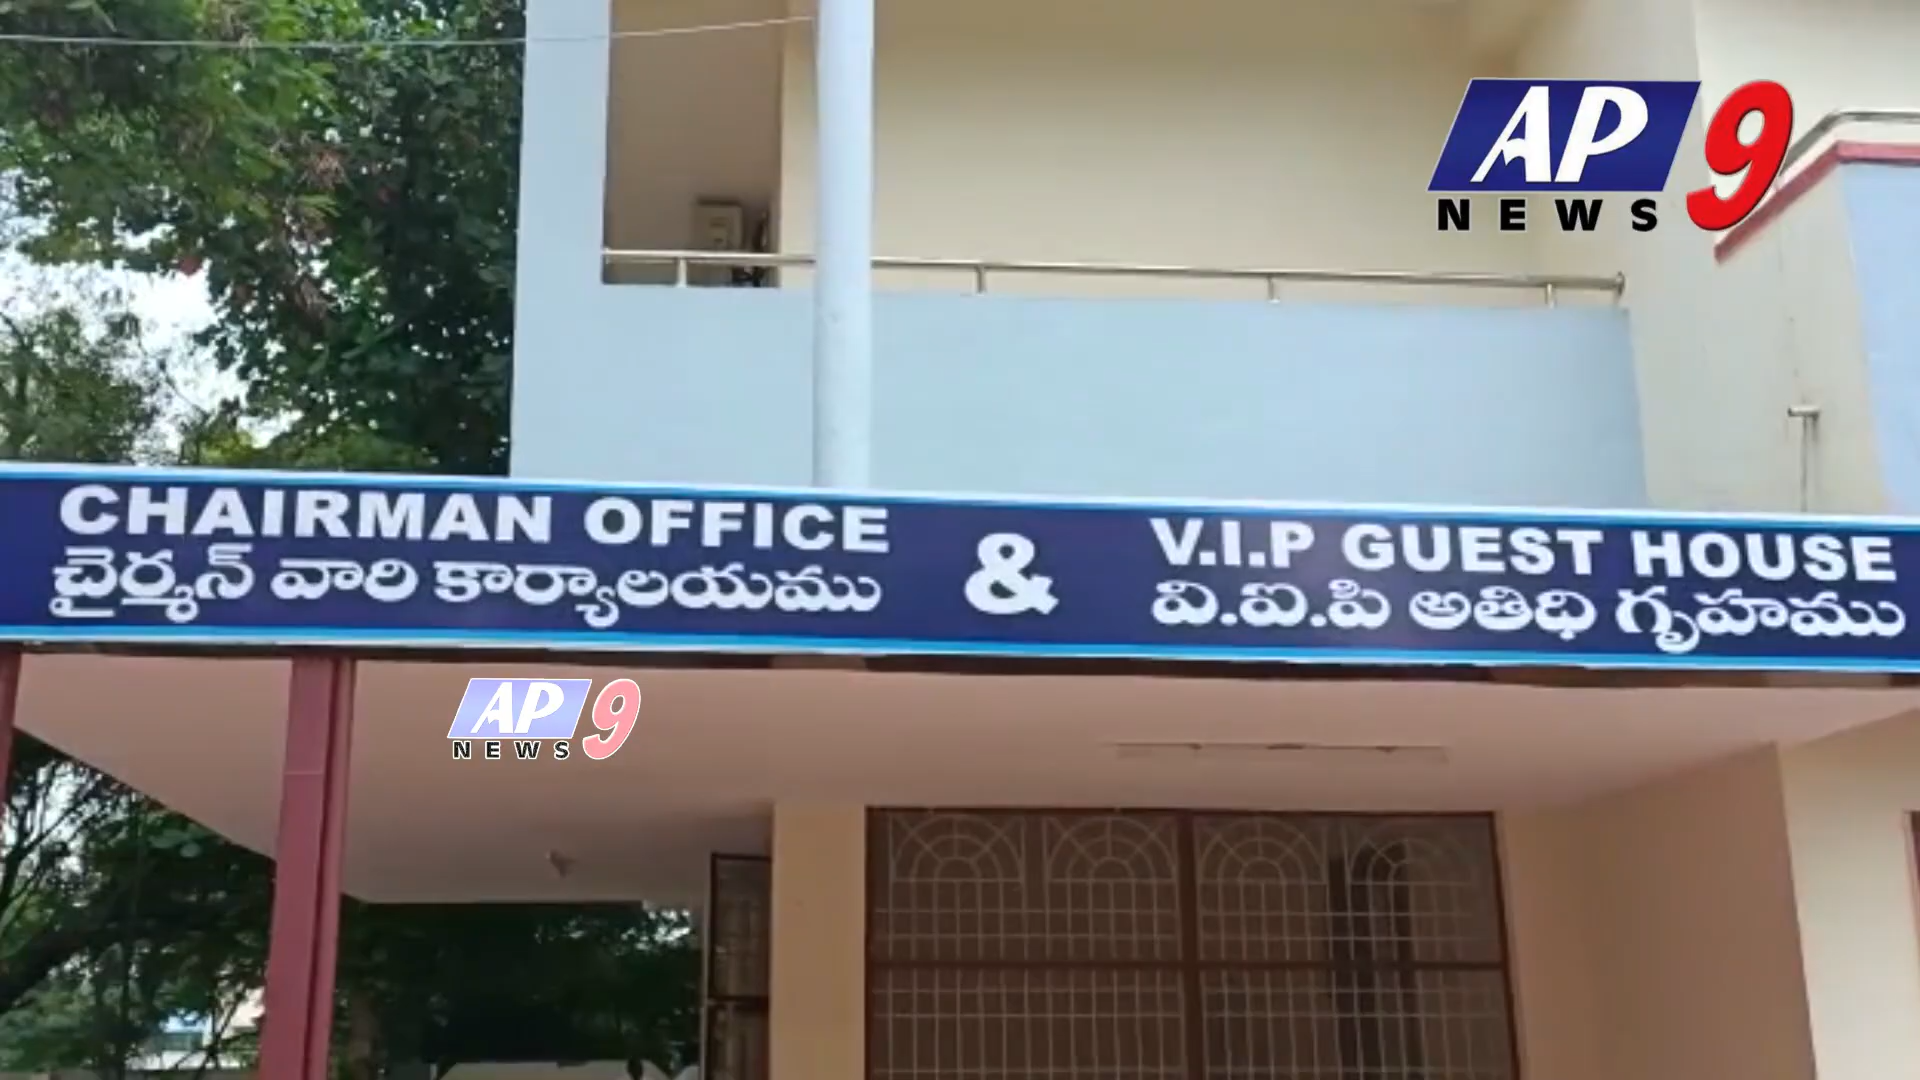 AP 9
NEWS
CHAIRMAN OFFICE & V.I.P GUEST HOUSE
చైర్మన్ వారి కార్యాలయము వి.ఐ.పి అతిధి గృహము
AP 9
NEWS